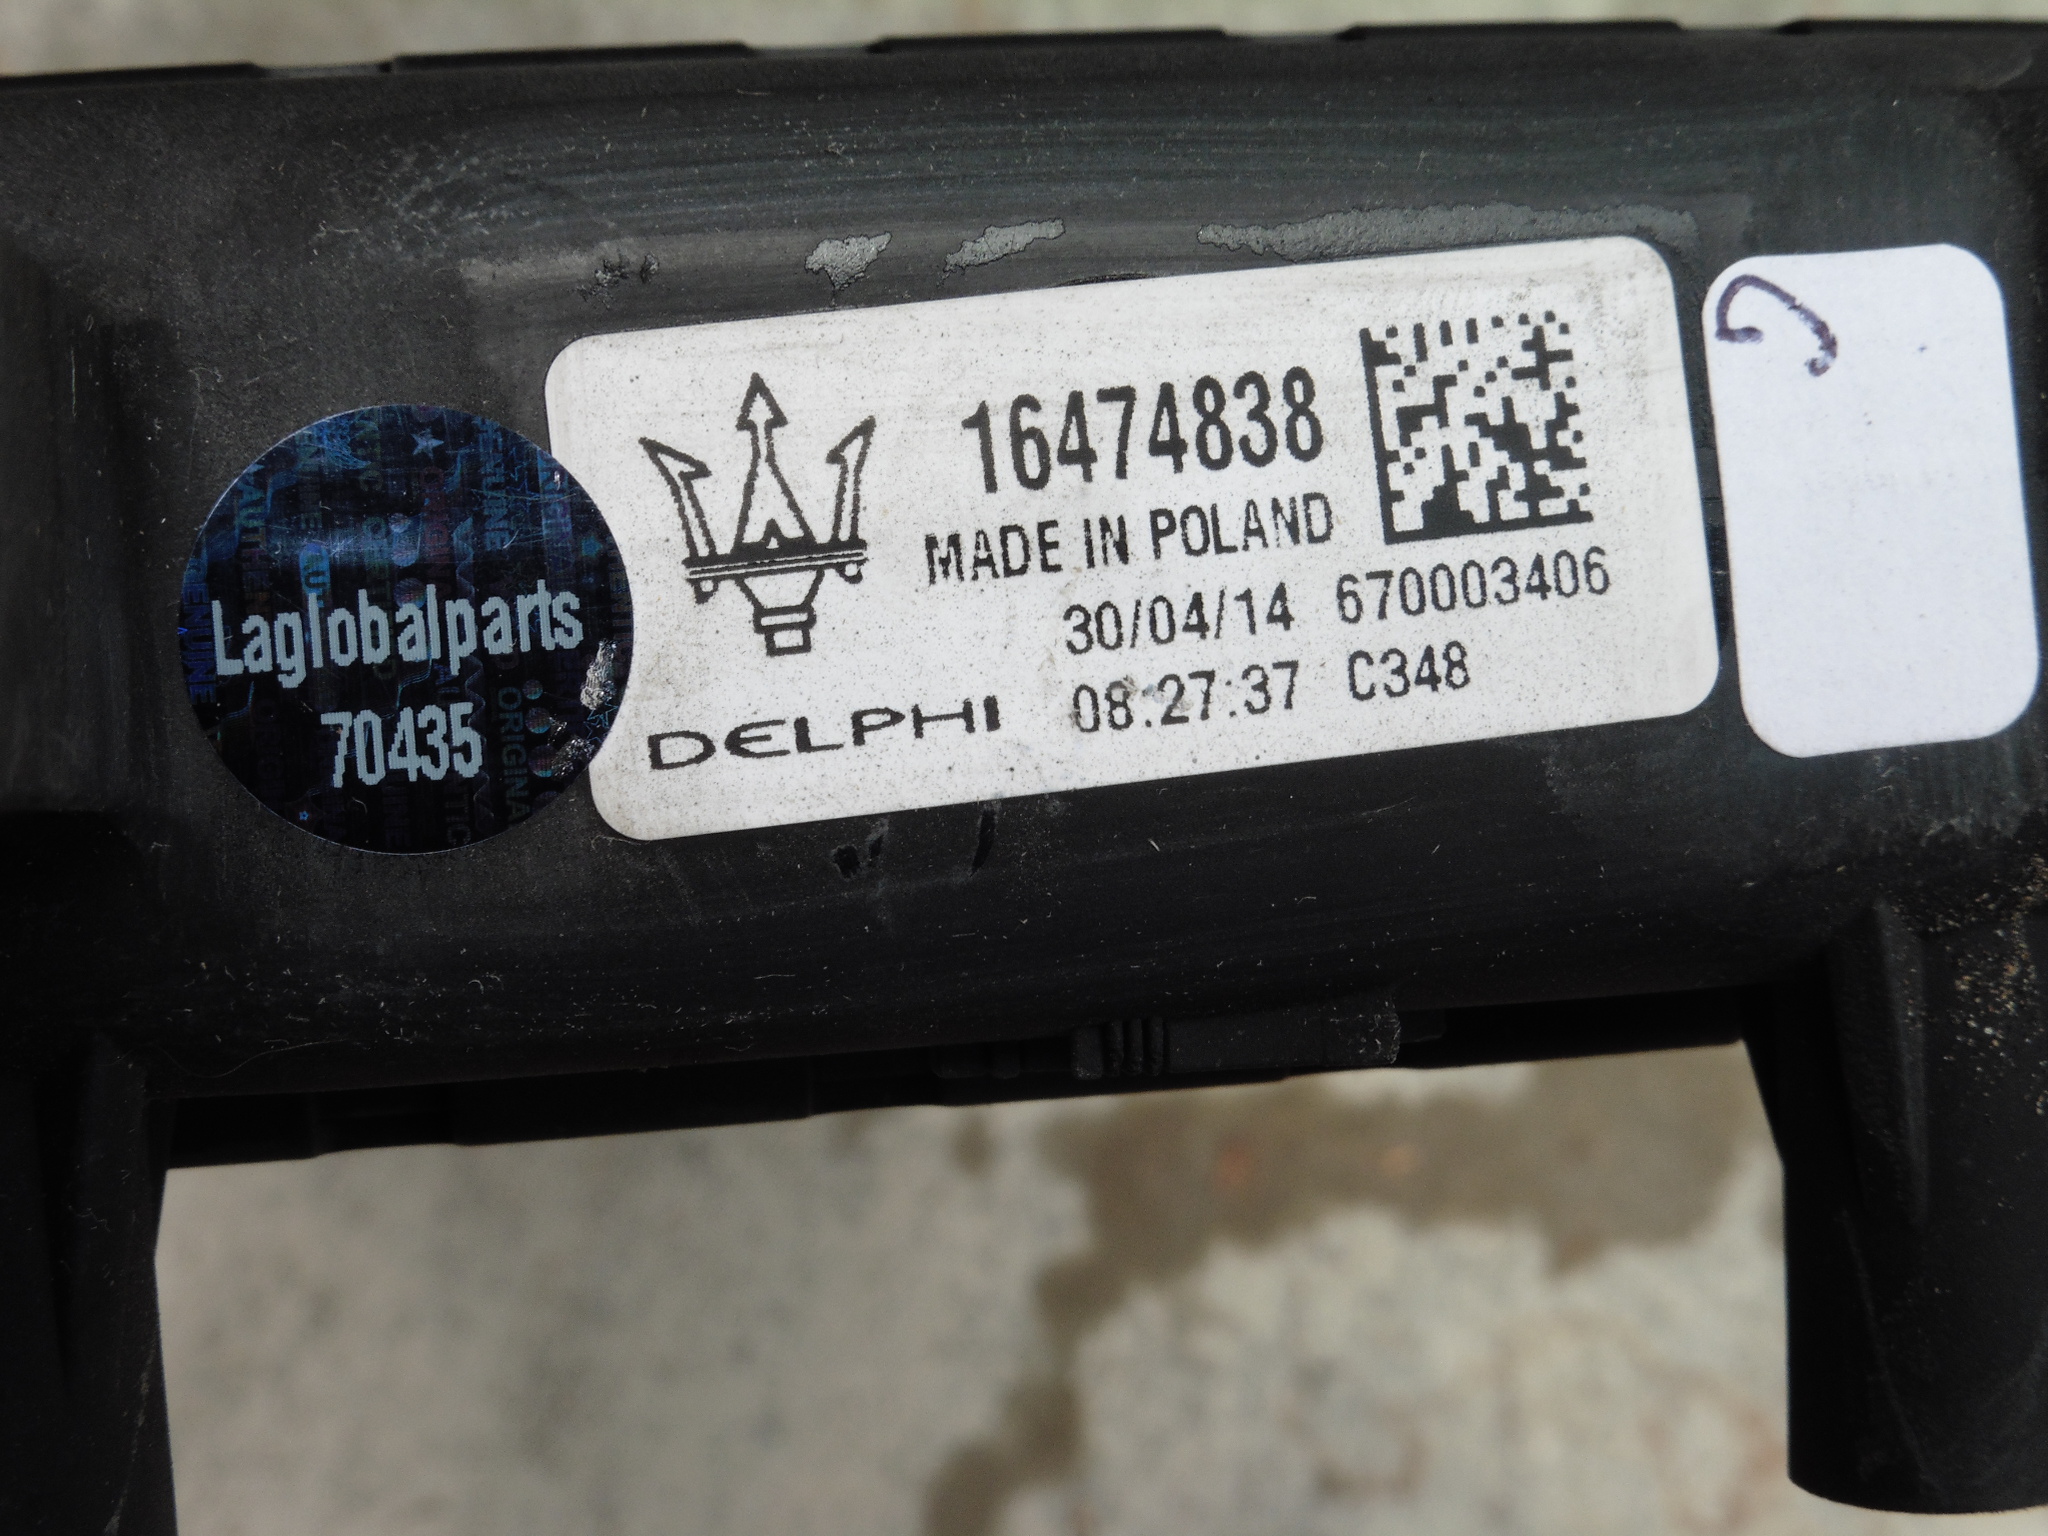 Laglobalparts
70435
16474838
MADE IN POLAND
30/04/14 670003406
DELPHI 08:27:37 C348